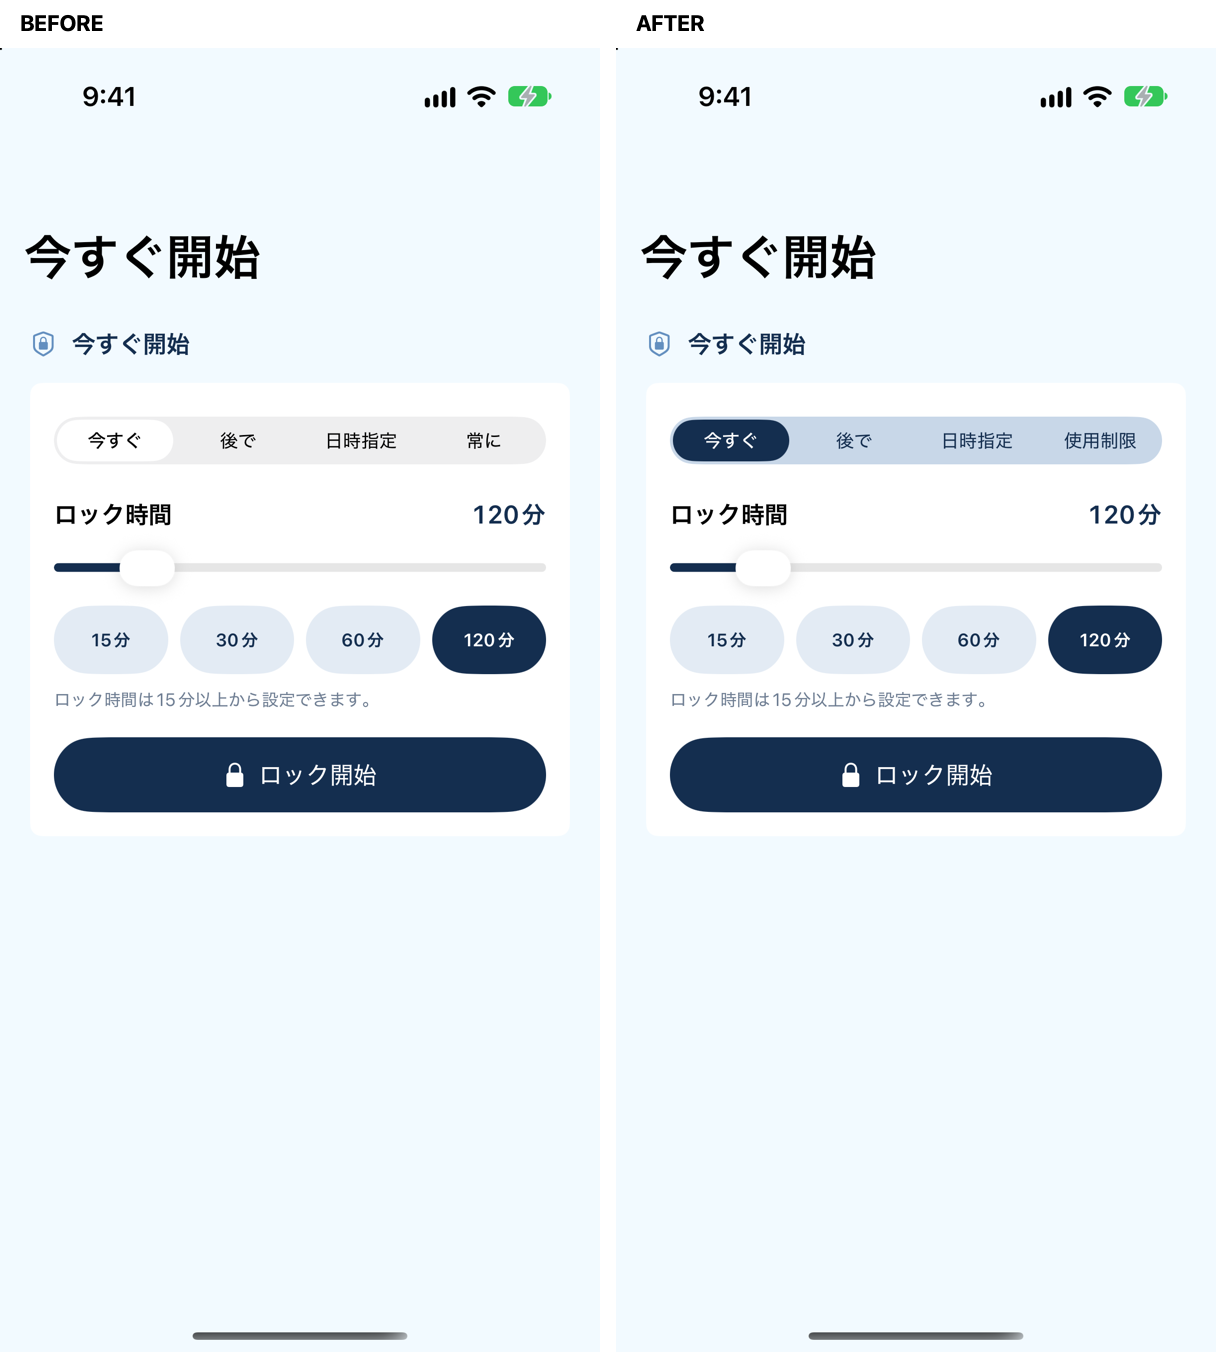 BEFORE
9:41
今すぐ開始
今すぐ開始
今すぐ 後で 日時指定 常に
ロック時間 120分
15分 30分 60分 120分
ロック時間は15分以上から設定できます。
ロック開始
AFTER
9:41
今すぐ開始
今すぐ開始
今すぐ 後で 日時指定 使用制限
ロック時間 120分
15分 30分 60分 120分
ロック時間は15分以上から設定できます。
ロック開始